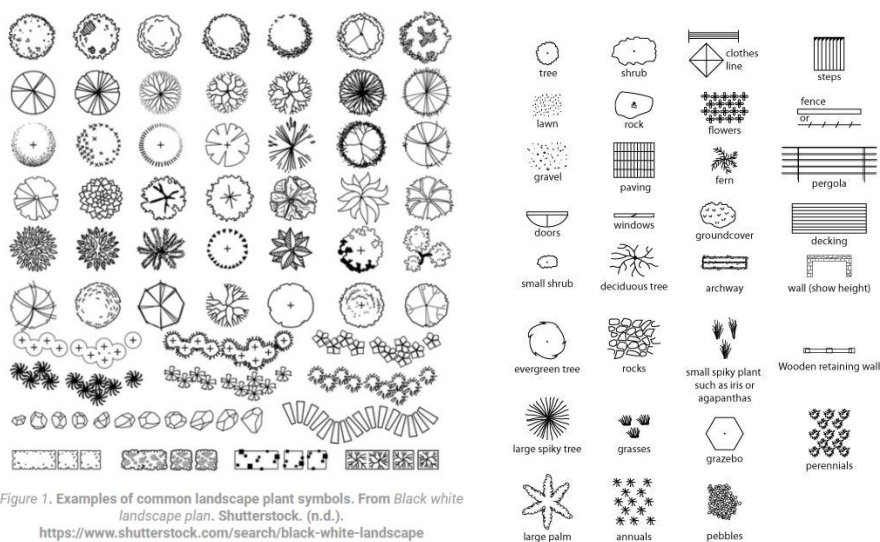 tree
shrub
clothes
line
steps
lawn
rock
flowers
fence
or
gravel
paving
fern
pergola
doors
windows
groundcover
decking
small shrub
deciduous tree
archway
wall (show height)
evergreen tree
rocks
small spiky plant
such as iris or
agapanthas
Wooden retaining wall
large spiky tree
grasses
grazebo
perennials
large palm
annuals
pebbles
Figure 1. Examples of common landscape plant symbols. From Black white
landscape plan. Shutterstock. (n.d.).
https://www.shutterstock.com/search/black-white-landscape